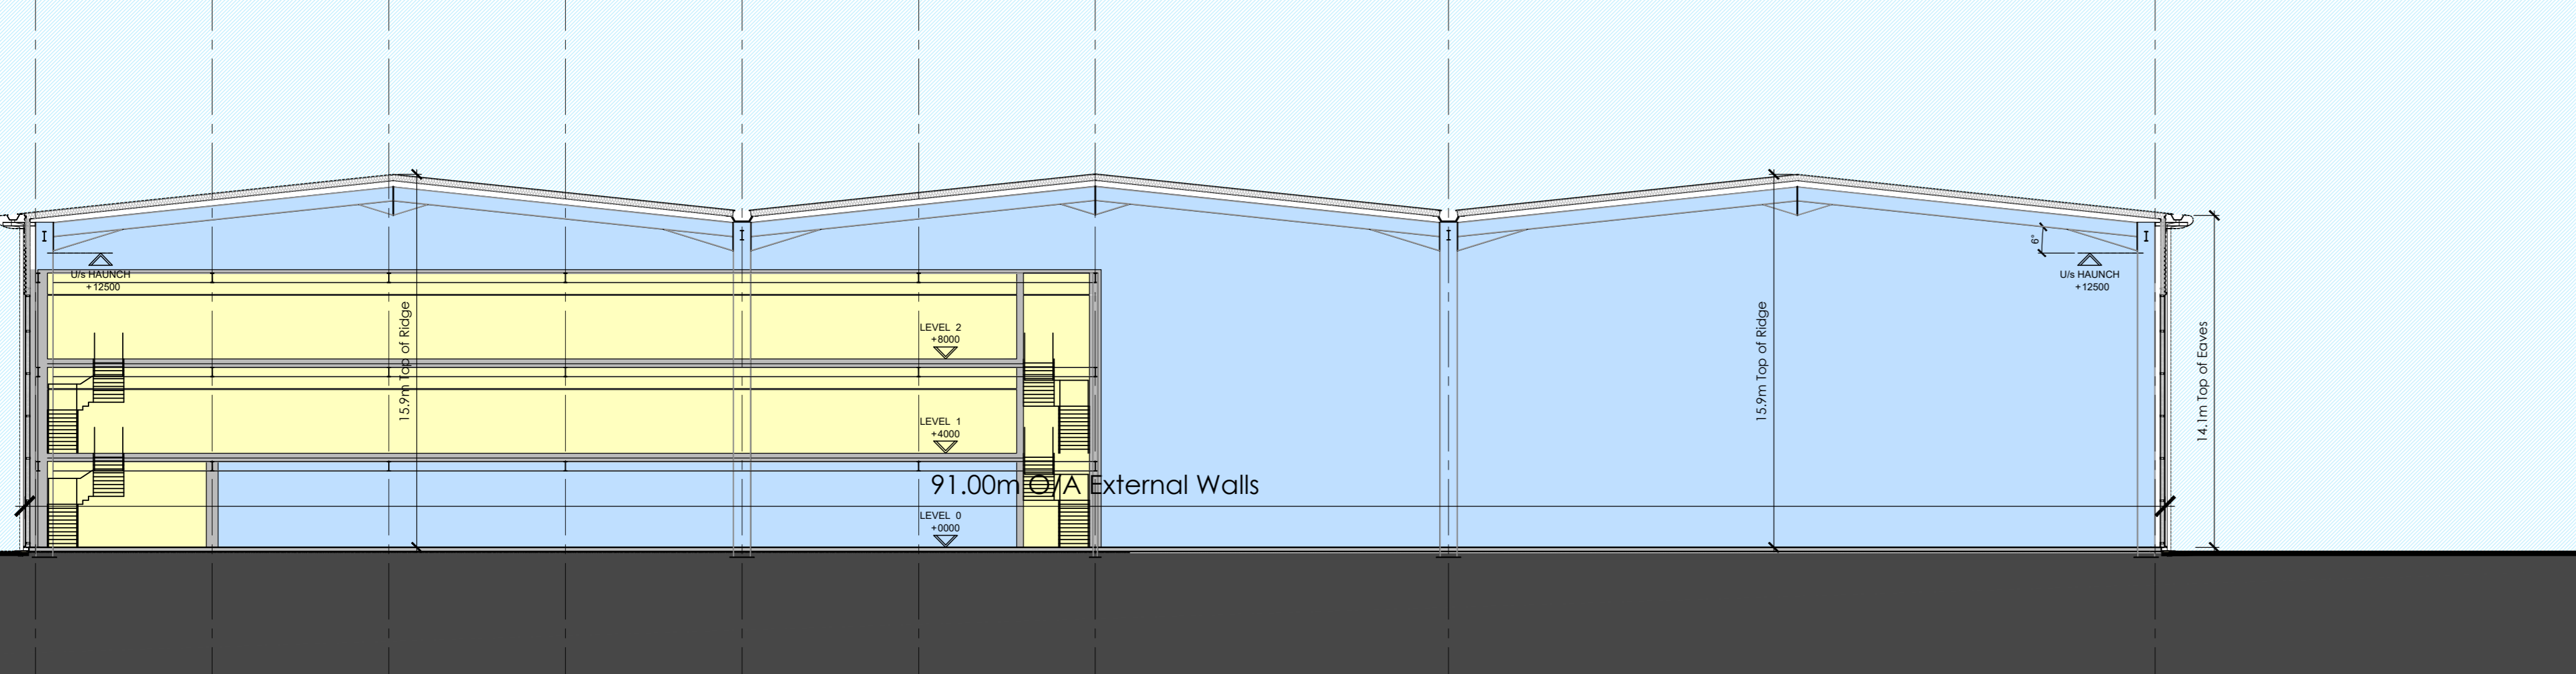 U/s HAUNCH
+12500
15.9m Top of Ridge
LEVEL 2
+8000
LEVEL 1
+4000
91.00m O/A External Walls
LEVEL 0
+0000
15.9m Top of Ridge
6°
U/s HAUNCH
+12500
14.1m Top of Eaves